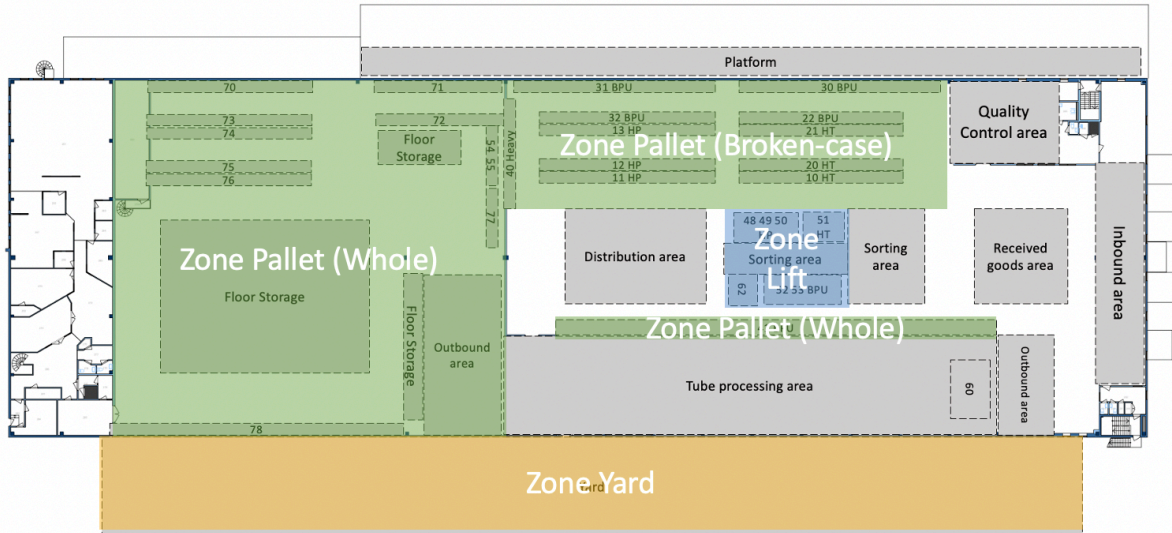 Platform
70
71
31 BPU
30 BPU
73
74
72
32 BPU
13 HP
22 BPU
21 HT
Quality
Control area
Floor
Storage
54 55
40 Heavy
Zone Pallet (Broken-case)
75
76
12 HP
11 HP
20 HT
10 HT
77
48 49 50
51
HT
Zone Pallet (Whole)
Floor Storage
Distribution area
Zone
Lift
Sorting area
Sorting
area
Received
goods area
Inbound area
62
BPU
Zone Pallet (Whole)
Floor Storage
Outbound
area
Tube processing area
60
Outbound area
78
Zone Yard